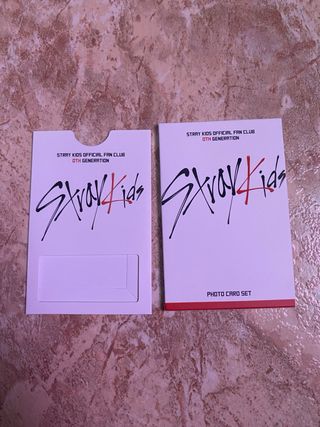 STRAY KIDS OFFICIAL FAN CLUB
0TH GENERATION
Stray Kids
STRAY KIDS OFFICIAL FAN CLUB
0TH GENERATION
Stray Kids
PHOTO CARD SET